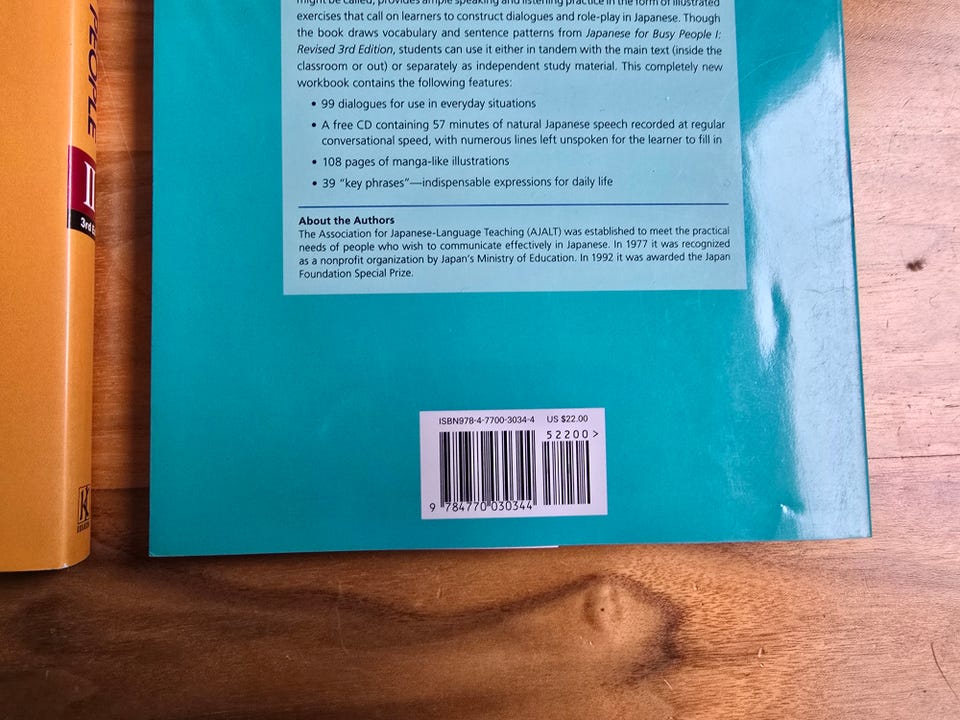 PEOPLE
II
3rd
might be called, provides ample speaking and listening practice in the form of illustrated
exercises that call on learners to construct dialogues and role-play in Japanese. Though
the book draws vocabulary and sentence patterns from Japanese for Busy People I:
Revised 3rd Edition, students can use it either in tandem with the main text (inside the
classroom or out) or separately as independent study material. This completely new
workbook contains the following features:
• 99 dialogues for use in everyday situations
• A free CD containing 57 minutes of natural Japanese speech recorded at regular
conversational speed, with numerous lines left unspoken for the learner to fill in
• 108 pages of manga-like illustrations
• 39 “key phrases”—indispensable expressions for daily life
About the Authors
The Association for Japanese-Language Teaching (AJALT) was established to meet the practical
needs of people who wish to communicate effectively in Japanese. In 1977 it was recognized
as a nonprofit organization by Japan's Ministry of Education. In 1992 it was awarded the Japan
Foundation Special Prize.
ISBN978-4-7700-3034-4 US $22.00
52200>
9 784770 030344